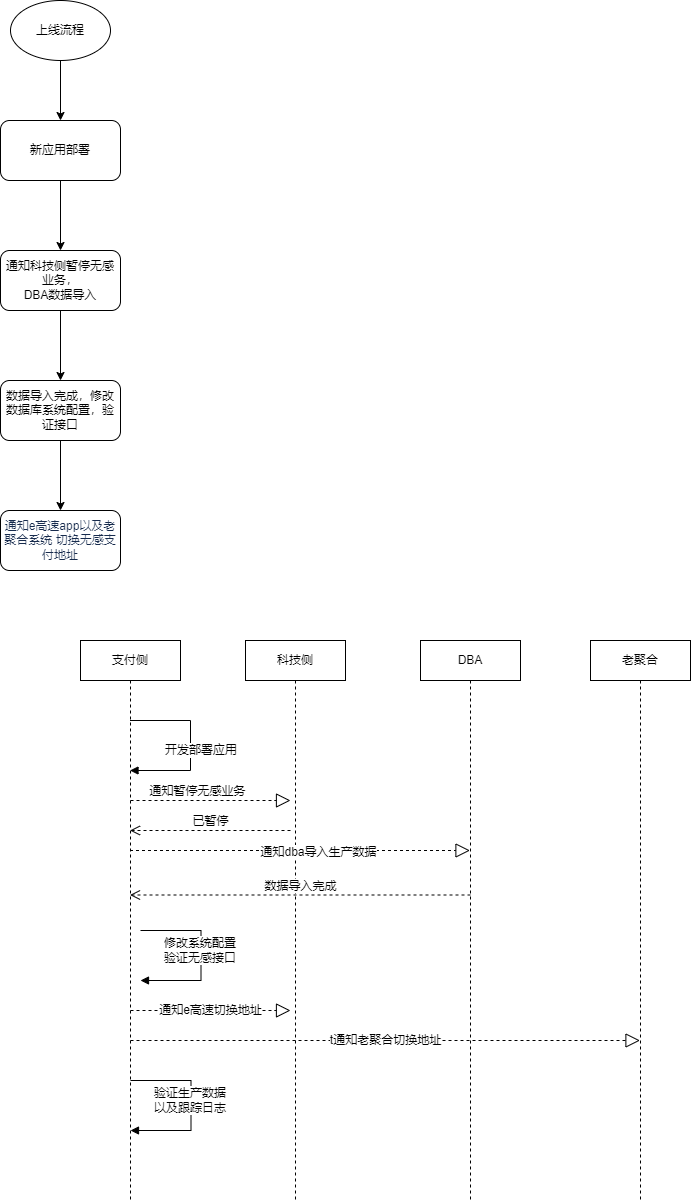 上线流程
新应用部署
通知科技侧暂停无感
业务，
DBA数据导入
数据导入完成，修改
数据库系统配置，验
证接口
通知e高速app以及老
聚合系统 切换无感支
付地址
支付侧
科技侧
DBA
老聚合
开发部署应用
通知暂停无感业务
已暂停
通知dba导入生产数据
数据导入完成
修改系统配置
验证无感接口
通知e高速切换地址
t通知老聚合切换地址
验证生产数据
以及跟踪日志